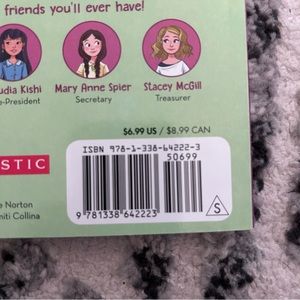 friends you'll ever have!
udia Kishi
e-President
Mary Anne Spier
Secretary
Stacey McGill
Treasurer
$6.99 US / $8.99 CAN
ISBN 978-1-338-64222-3
50699
STIC
e Norton
miti Collina
9 781338 642223
S